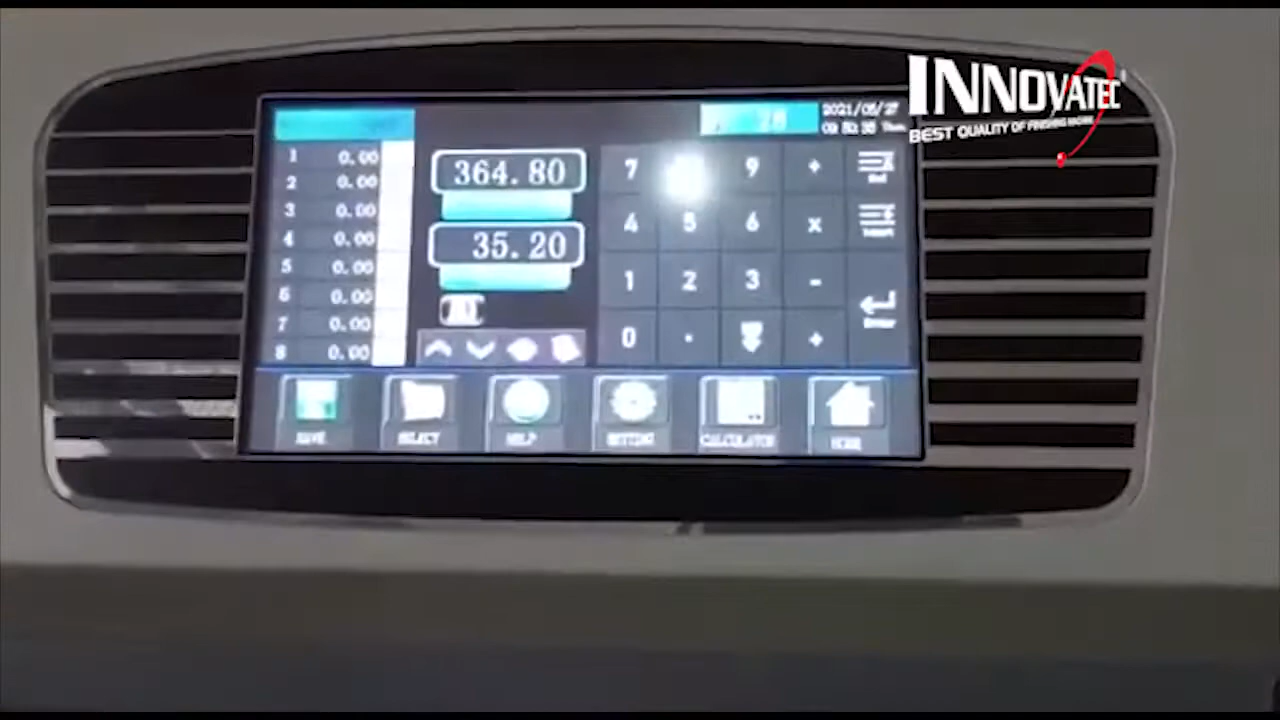 INNOVATEC
BEST QUALITY OF FINISHING WORK
2021/05/27
1 0.00
2 0.00
3 0.00
4 0.00
5 0.00
6 0.00
7 0.00
8 0.00
364.80
35.20
7 9 +
4 5 6 x
1 2 3 -
0 . +
Enter
SAVE SELECT HELP SETTING CALCULATOR HOME